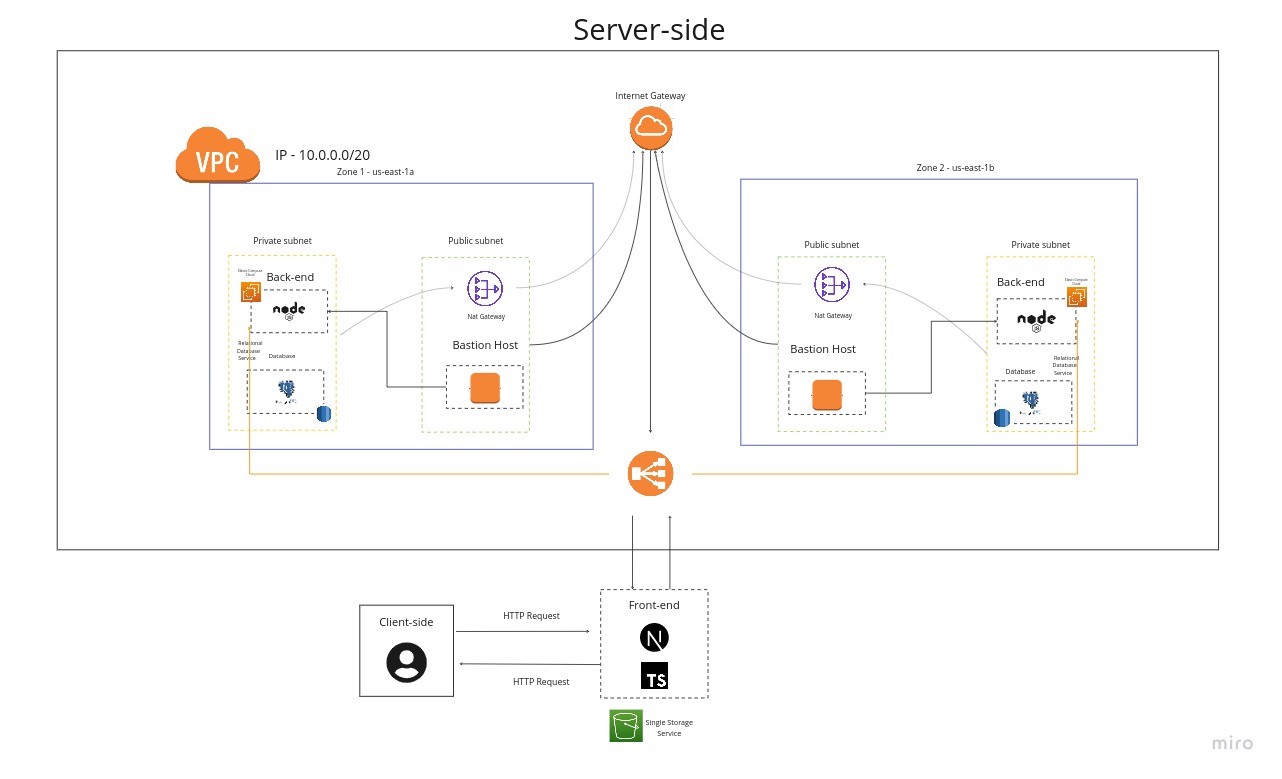 Server-side
Internet Gateway
VPC
IP - 10.0.0.0/20
Zone 1 - us-east-1a
Zone 2 - us-east-1b
Private subnet
Public subnet
Public subnet
Private subnet
Elastic Compute
Cloud
Back-end
node
JS
Nat Gateway
Relational
Database
Service
Database
Bastion Host
Nat Gateway
Bastion Host
Elastic Compute
Cloud
Back-end
node
JS
Relational
Database
Service
Database
Client-side
HTTP Request
HTTP Request
Front-end
N
TS
Single Storage
Service
miro